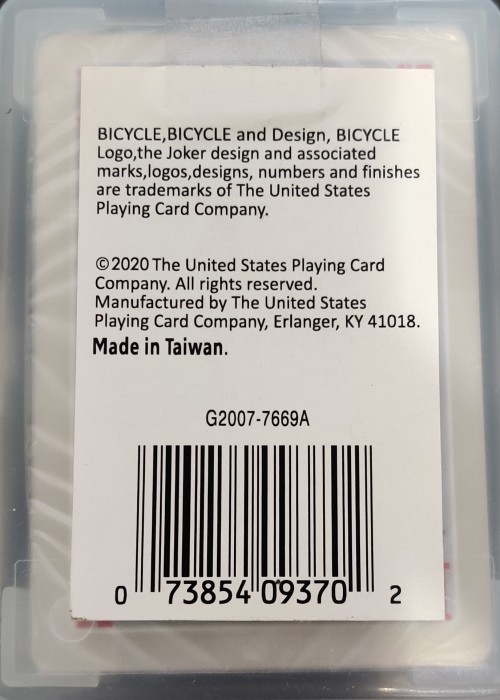 BICYCLE,BICYCLE and Design, BICYCLE
Logo,the Joker design and associated
marks,logos,designs, numbers and finishes
are trademarks of The United States
Playing Card Company.
©2020 The United States Playing Card
Company. All rights reserved.
Manufactured by The United States
Playing Card Company, Erlanger, KY 41018.
Made in Taiwan.
G2007-7669A
0 73854 09370 2